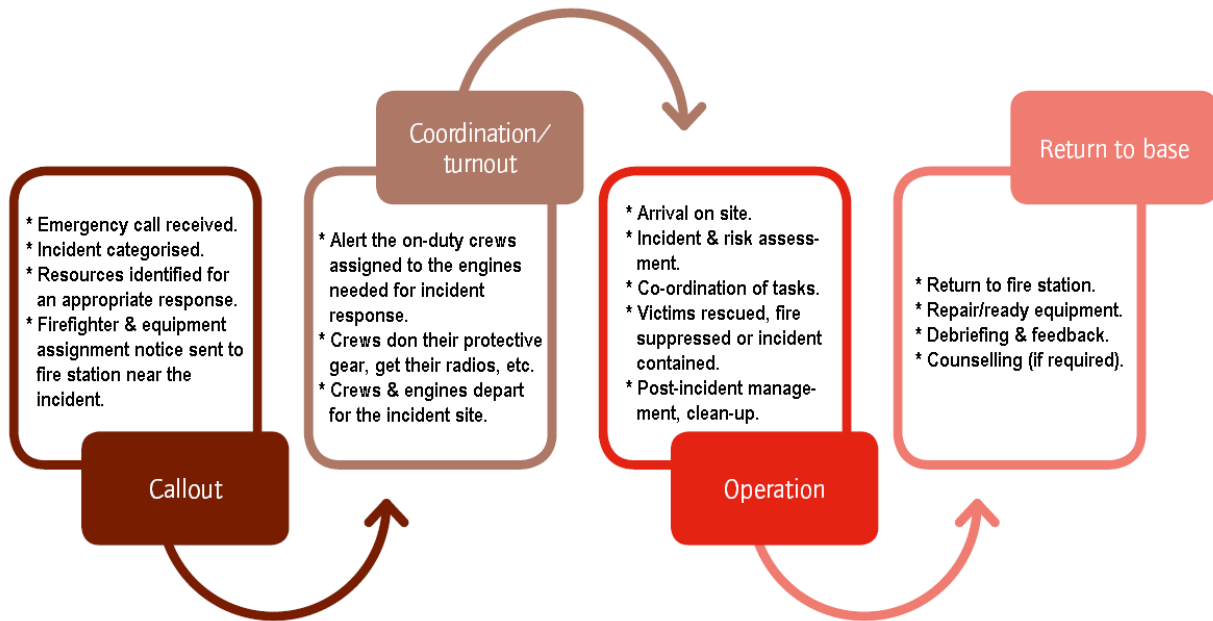 * Emergency call received.
* Incident categorised.
* Resources identified for
an appropriate response.
* Firefighter & equipment
assignment notice sent to
fire station near the
incident.
Callout
Coordination/
turnout
* Alert the on-duty crews
assigned to the engines
needed for incident
response.
* Crews don their protective
gear, get their radios, etc.
* Crews & engines depart
for the incident site.
* Arrival on site.
* Incident & risk assess-
ment.
* Co-ordination of tasks.
* Victims rescued, fire
suppressed or incident
contained.
* Post-incident manage-
ment, clean-up.
Operation
Return to base
* Return to fire station.
* Repair/ready equipment.
* Debriefing & feedback.
* Counselling (if required).